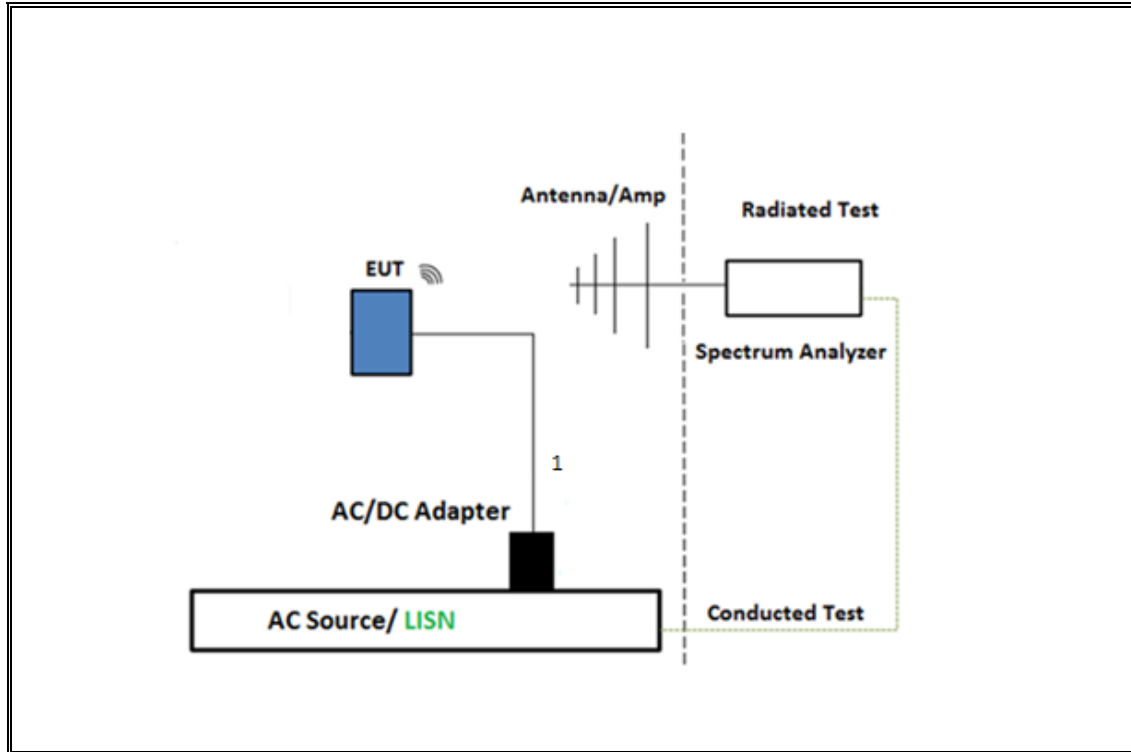 Antenna/Amp
Radiated Test
EUT
Spectrum Analyzer
1
AC/DC Adapter
AC Source/ LISN
Conducted Test